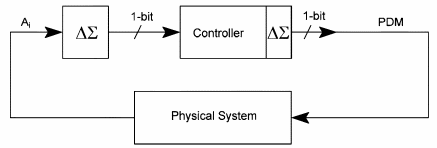 Aᵢ
ΔΣ
1-bit
Controller
ΔΣ
1-bit
PDM
Physical System